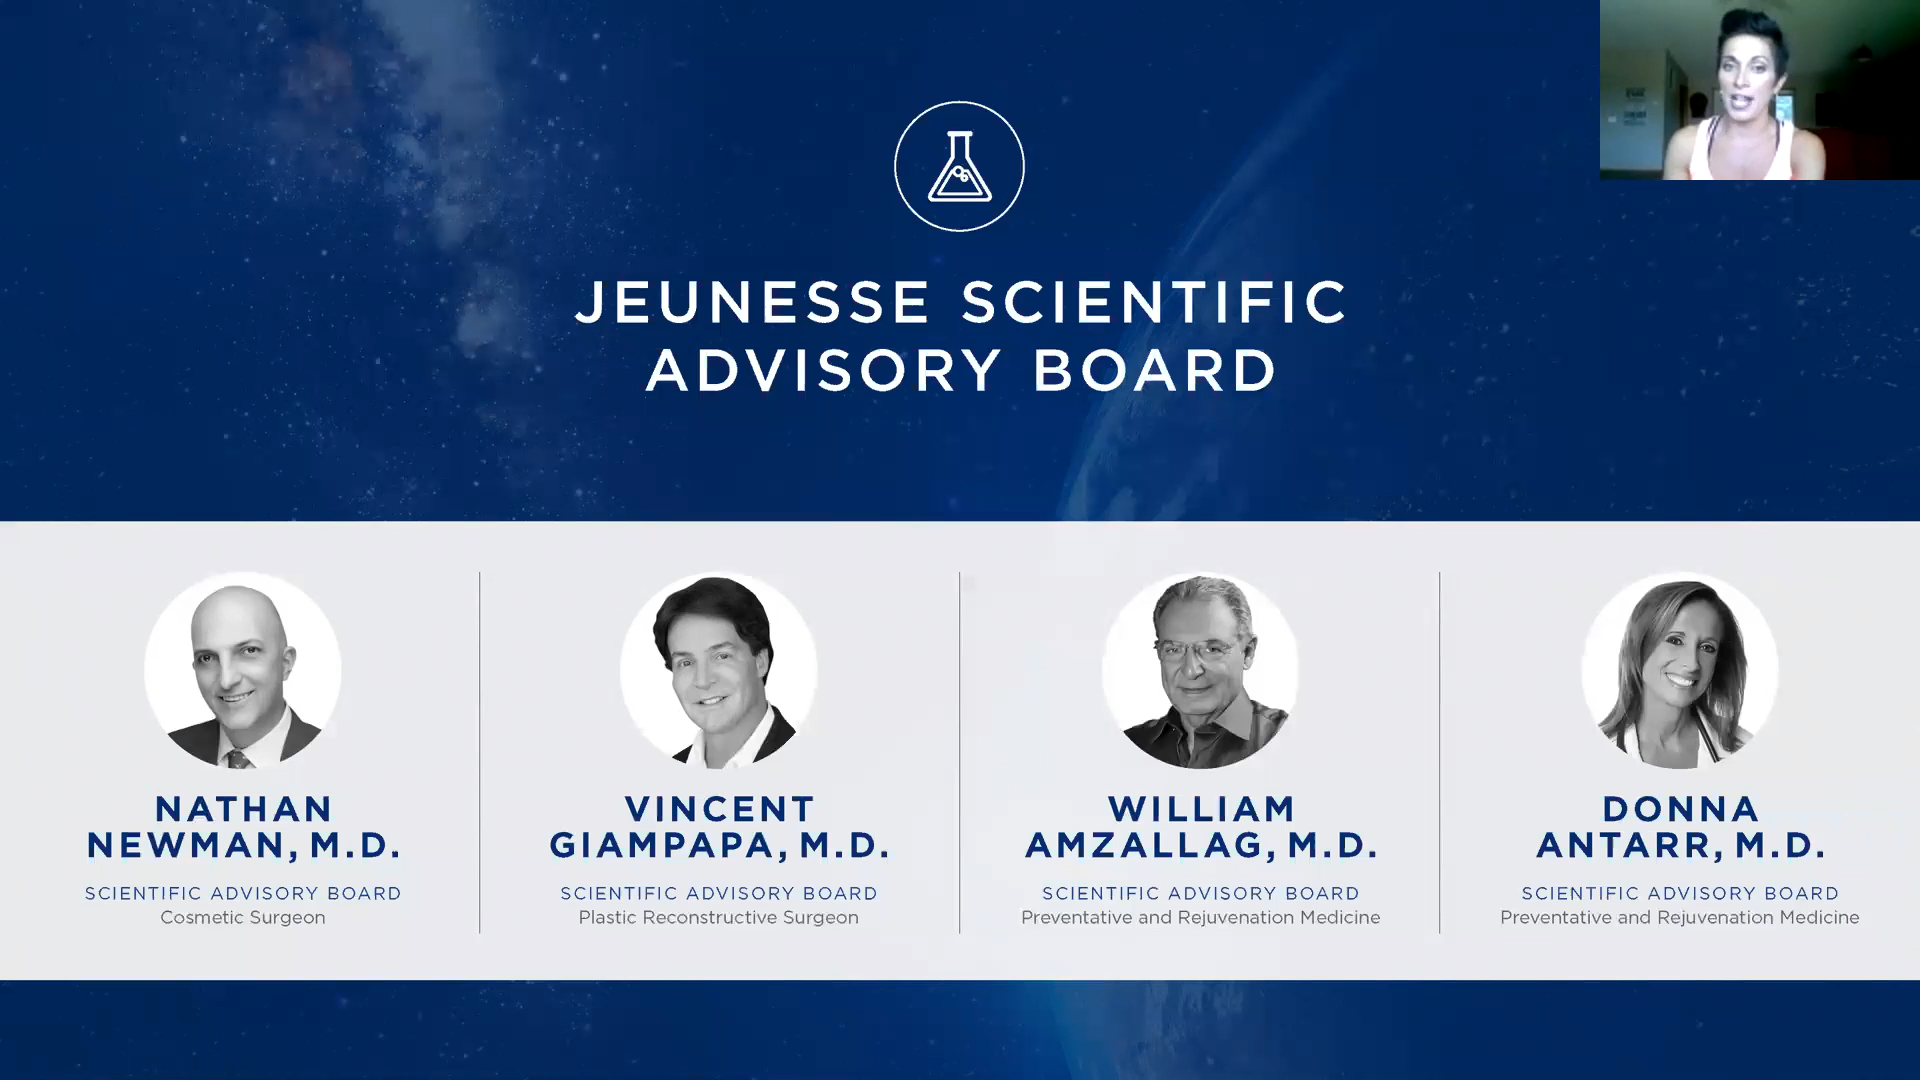 JEUNESSE SCIENTIFIC
ADVISORY BOARD
NATHAN
NEWMAN, M.D.
SCIENTIFIC ADVISORY BOARD
Cosmetic Surgeon
VINCENT
GIAMPAPA, M.D.
SCIENTIFIC ADVISORY BOARD
Plastic Reconstructive Surgeon
WILLIAM
AMZALLAG, M.D.
SCIENTIFIC ADVISORY BOARD
Preventative and Rejuvenation Medicine
DONNA
ANTARR, M.D.
SCIENTIFIC ADVISORY BOARD
Preventative and Rejuvenation Medicine